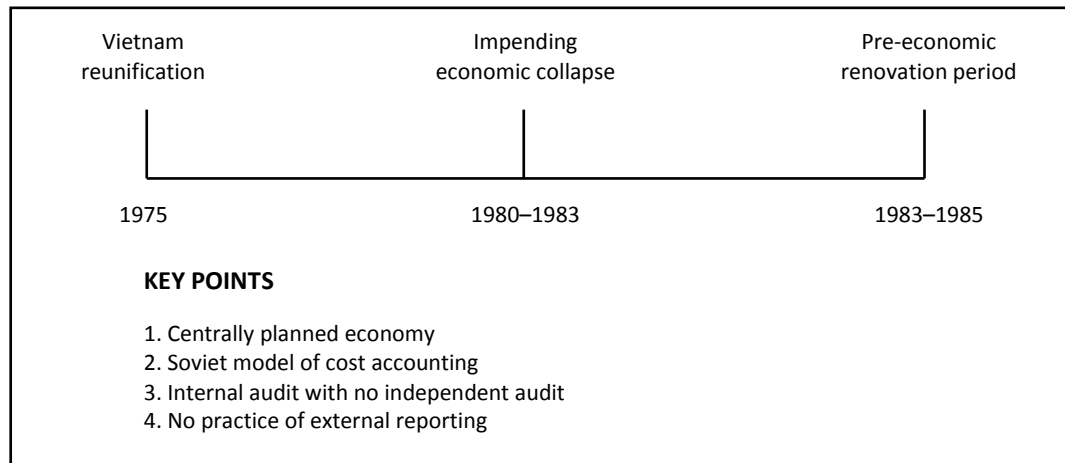 Vietnam
reunification
Impending
economic collapse
Pre-economic
renovation period
1975
1980–1983
1983–1985
KEY POINTS
1. Centrally planned economy
2. Soviet model of cost accounting
3. Internal audit with no independent audit
4. No practice of external reporting